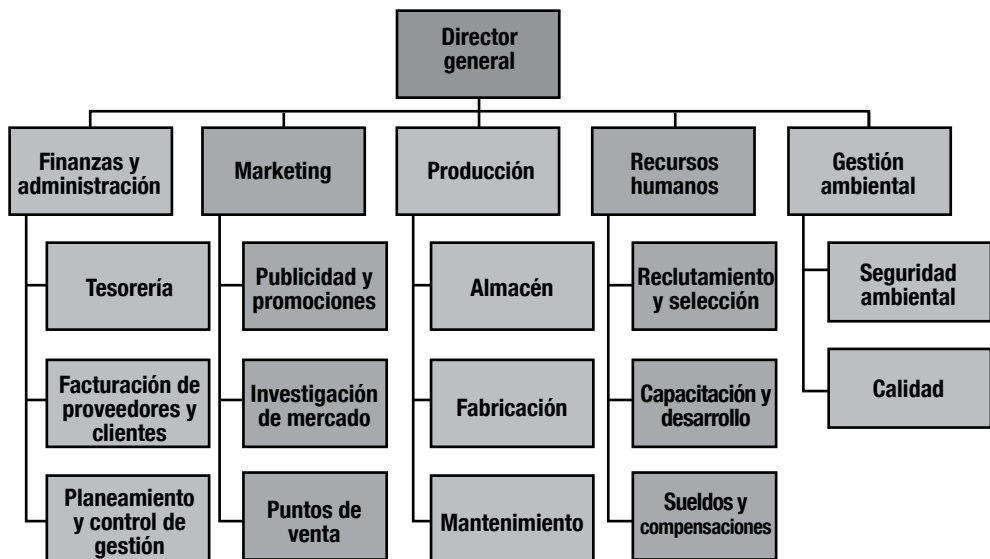 Director
general
Finanzas y
administración
Marketing
Producción
Recursos
humanos
Gestión
ambiental
Tesorería
Publicidad y
promociones
Almacén
Reclutamiento
y selección
Seguridad
ambiental
Facturación de
proveedores y
clientes
Investigación
de mercado
Fabricación
Capacitación y
desarrollo
Calidad
Planeamiento
y control de
gestión
Puntos de
venta
Mantenimiento
Sueldos y
compensaciones